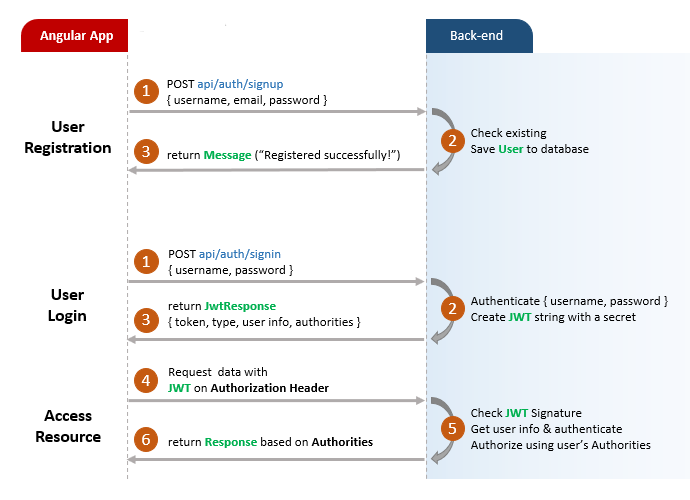 Angular App
Back-end
User
Registration
1
POST api/auth/signup
{ username, email, password }
2
Check existing
Save User to database
3
return Message (“Registered successfully!”)
User
Login
1
POST api/auth/signin
{ username, password }
2
Authenticate { username, password }
Create JWT string with a secret
3
return JwtResponse
{ token, type, user info, authorities }
Access
Resource
4
Request data with
JWT on Authorization Header
5
Check JWT Signature
Get user info & authenticate
Authorize using user’s Authorities
6
return Response based on Authorities